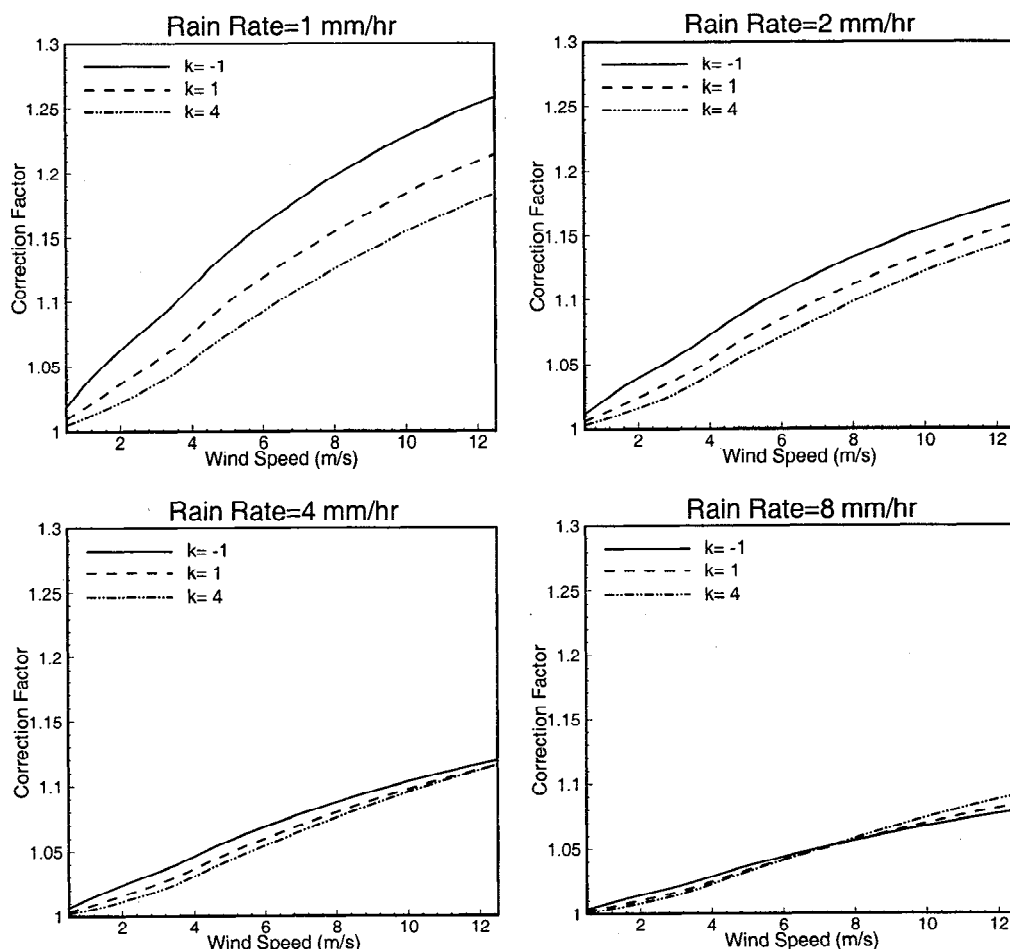 Rain Rate=1 mm/hr
1.3
1.25
1.2
1.15
1.1
1.05
1
k= -1
k= 1
k= 4
Correction Factor
2 4 6 8 10 12
Wind Speed (m/s)
Rain Rate=2 mm/hr
1.3
1.25
1.2
1.15
1.1
1.05
1
k= -1
k= 1
k= 4
Correction Factor
2 4 6 8 10 12
Wind Speed (m/s)
Rain Rate=4 mm/hr
1.3
1.25
1.2
1.15
1.1
1.05
1
k= -1
k= 1
k= 4
Correction Factor
2 4 6 8 10 12
Wind Speed (m/s)
Rain Rate=8 mm/hr
1.3
1.25
1.2
1.15
1.1
1.05
1
k= -1
k= 1
k= 4
Correction Factor
2 4 6 8 10 12
Wind Speed (m/s)